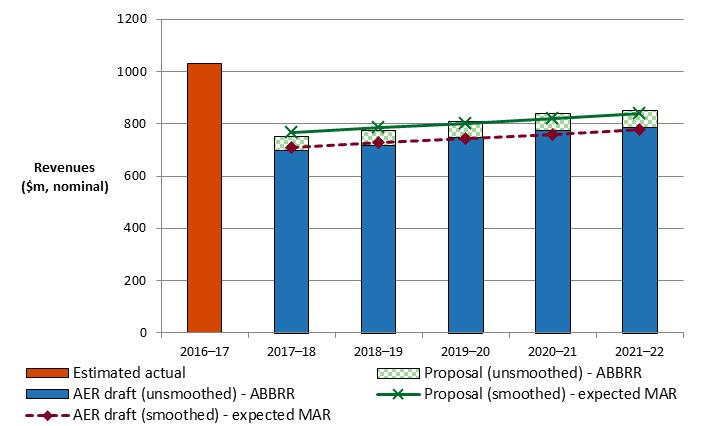 1200
1000
800
600
400
200
0
Revenues
($m, nominal)
2016–17 2017–18 2018–19 2019–20 2020–21 2021–22
Estimated actual Proposal (unsmoothed) - ABBRR
AER draft (unsmoothed) - ABBRR Proposal (smoothed) - expected MAR
AER draft (smoothed) - expected MAR